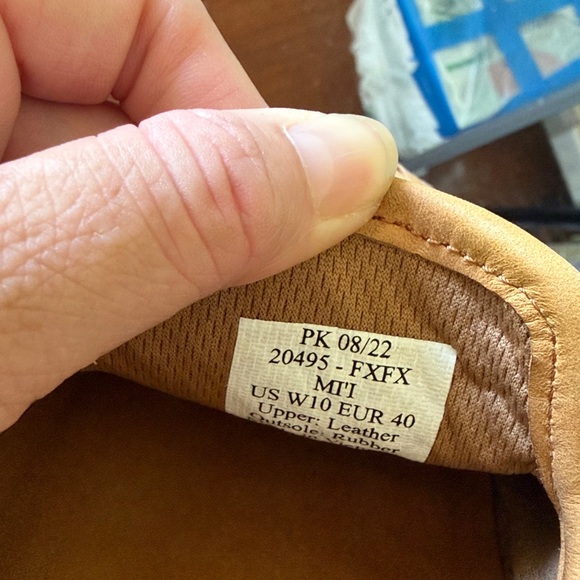 PK 08/22
20495 - FXFX
MI'I
US W10 EUR 40
Upper: Leather
Outsole: Rubber